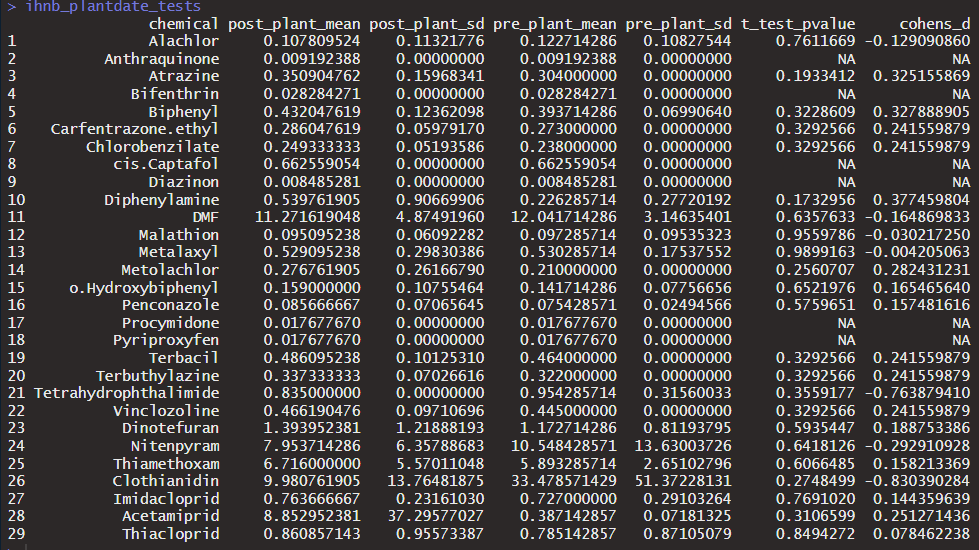 > ihnb_plantdate_tests
chemical post_plant_mean post_plant_sd pre_plant_mean pre_plant_sd t_test_pvalue cohens_d
1 Alachlor 0.107809524 0.11321776 0.122714286 0.10827544 0.7611669 -0.129090860
2 Anthraquinone 0.009192388 0.00000000 0.009192388 0.00000000 NA NA
3 Atrazine 0.350904762 0.15968341 0.304000000 0.00000000 0.1933412 0.325155869
4 Bifenthrin 0.028284271 0.00000000 0.028284271 0.00000000 NA NA
5 Biphenyl 0.432047619 0.12362098 0.393714286 0.06990640 0.3228609 0.327888905
6 Carfentrazone.ethyl 0.286047619 0.05979170 0.273000000 0.00000000 0.3292566 0.241559879
7 Chlorobenzilate 0.249333333 0.05193586 0.238000000 0.00000000 0.3292566 0.241559879
8 cis.Captafol 0.662559054 0.00000000 0.662559054 0.00000000 NA NA
9 Diazinon 0.008485281 0.00000000 0.008485281 0.00000000 NA NA
10 Diphenylamine 0.539761905 0.90669906 0.226285714 0.27720192 0.1732956 0.377459804
11 DMF 11.271619048 4.87491960 12.041714286 3.14635401 0.6357633 -0.164869833
12 Malathion 0.095095238 0.06092282 0.097285714 0.09535323 0.9559786 -0.030217250
13 Metalaxyl 0.529095238 0.29830386 0.530285714 0.17537552 0.9899163 -0.004205063
14 Metolachlor 0.276761905 0.26166790 0.210000000 0.00000000 0.2560707 0.282431231
15 o.Hydroxybiphenyl 0.159000000 0.10755464 0.141714286 0.07756656 0.6521976 0.165465640
16 Penconazole 0.085666667 0.07065645 0.075428571 0.02494566 0.5759651 0.157481616
17 Procymidone 0.017677670 0.00000000 0.017677670 0.00000000 NA NA
18 Pyriproxyfen 0.017677670 0.00000000 0.017677670 0.00000000 NA NA
19 Terbacil 0.486095238 0.10125310 0.464000000 0.00000000 0.3292566 0.241559879
20 Terbuthylazine 0.337333333 0.07026616 0.322000000 0.00000000 0.3292566 0.241559879
21 Tetrahydrophthalimide 0.835000000 0.00000000 0.954285714 0.31560033 0.3559177 -0.763879410
22 Vinclozoline 0.466190476 0.09710696 0.445000000 0.00000000 0.3292566 0.241559879
23 Dinotefuran 1.393952381 1.21888193 1.172714286 0.81193795 0.5935447 0.188753386
24 Nitenpyram 7.953714286 6.35788683 10.548428571 13.63003726 0.6418126 -0.292910928
25 Thiamethoxam 6.716000000 5.57011048 5.893285714 2.65102796 0.6066485 0.158213369
26 Clothianidin 9.980761905 13.76481875 33.478571429 51.37228131 0.2748499 -0.830390284
27 Imidacloprid 0.763666667 0.23161030 0.727000000 0.29103264 0.7691020 0.144359639
28 Acetamiprid 8.852952381 37.29577027 0.387142857 0.07181325 0.3106599 0.251271436
29 Thiacloprid 0.860857143 0.95573387 0.785142857 0.87105079 0.8494272 0.078462238